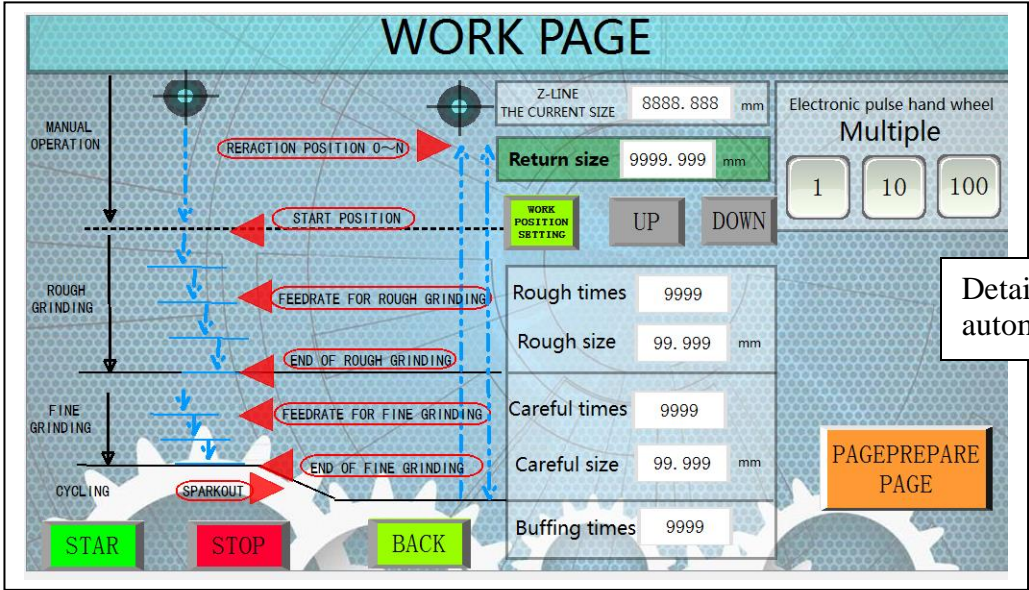 WORK PAGE
MANUAL
OPERATION
RERACTION POSITION 0~N
START POSITION
ROUGH
GRINDING
FEEDRATE FOR ROUGH GRINDING
END OF ROUGH GRINDING
FINE
GRINDING
FEEDRATE FOR FINE GRINDING
END OF FINE GRINDING
CYCLING
SPARKOUT
STAR
STOP
BACK
Z-LINE
THE CURRENT SIZE
8888.888 mm
Return size 9999.999 mm
WORK
POSITION
SETTING
UP
DOWN
Rough times 9999
Rough size 99.999 mm
Careful times 9999
Careful size 99.999 mm
Buffing times 9999
Electronic pulse hand wheel
Multiple
1 10 100
PAGEPREPARE
PAGE